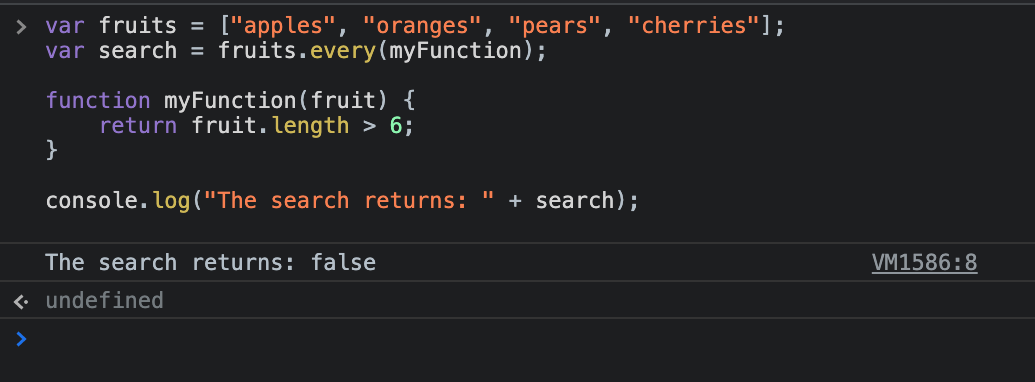 var fruits = ["apples", "oranges", "pears", "cherries"];
var search = fruits.every(myFunction);
function myFunction(fruit) {
    return fruit.length > 6;
}
console.log("The search returns: " + search);
The search returns: false VM1586:8
undefined